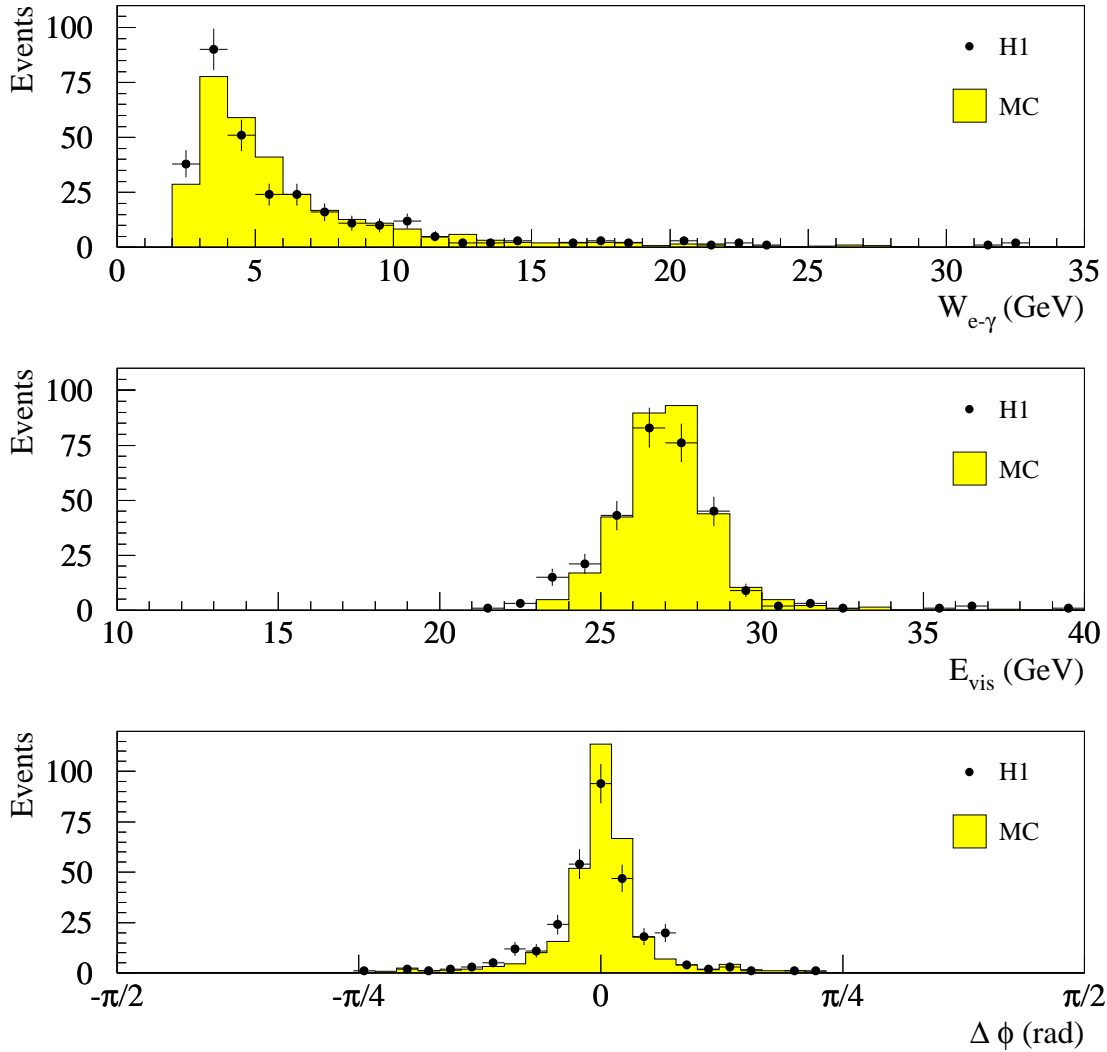 Events
100
75
50
25
0
H1
MC
0 5 10 15 20 25 30 35
W e-γ (GeV)
Events
100
75
50
25
0
H1
MC
10 15 20 25 30 35 40
E vis (GeV)
Events
100
75
50
25
0
H1
MC
-π/2 -π/4 0 π/4 π/2
Δ ϕ (rad)